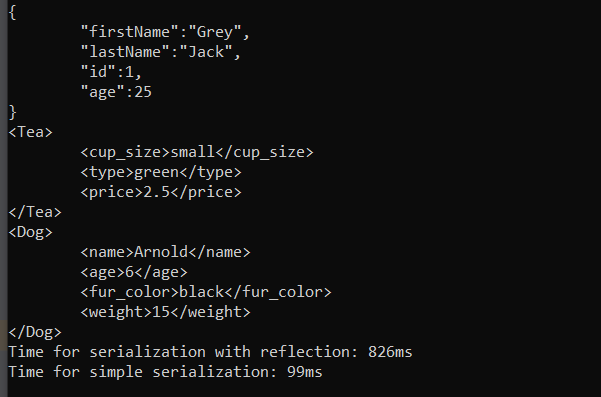 {
"firstName":"Grey",
"lastName":"Jack",
"id":1,
"age":25
}
<Tea>
<cup_size>small</cup_size>
<type>green</type>
<price>2.5</price>
</Tea>
<Dog>
<name>Arnold</name>
<age>6</age>
<fur_color>black</fur_color>
<weight>15</weight>
</Dog>
Time for serialization with reflection: 826ms
Time for simple serialization: 99ms